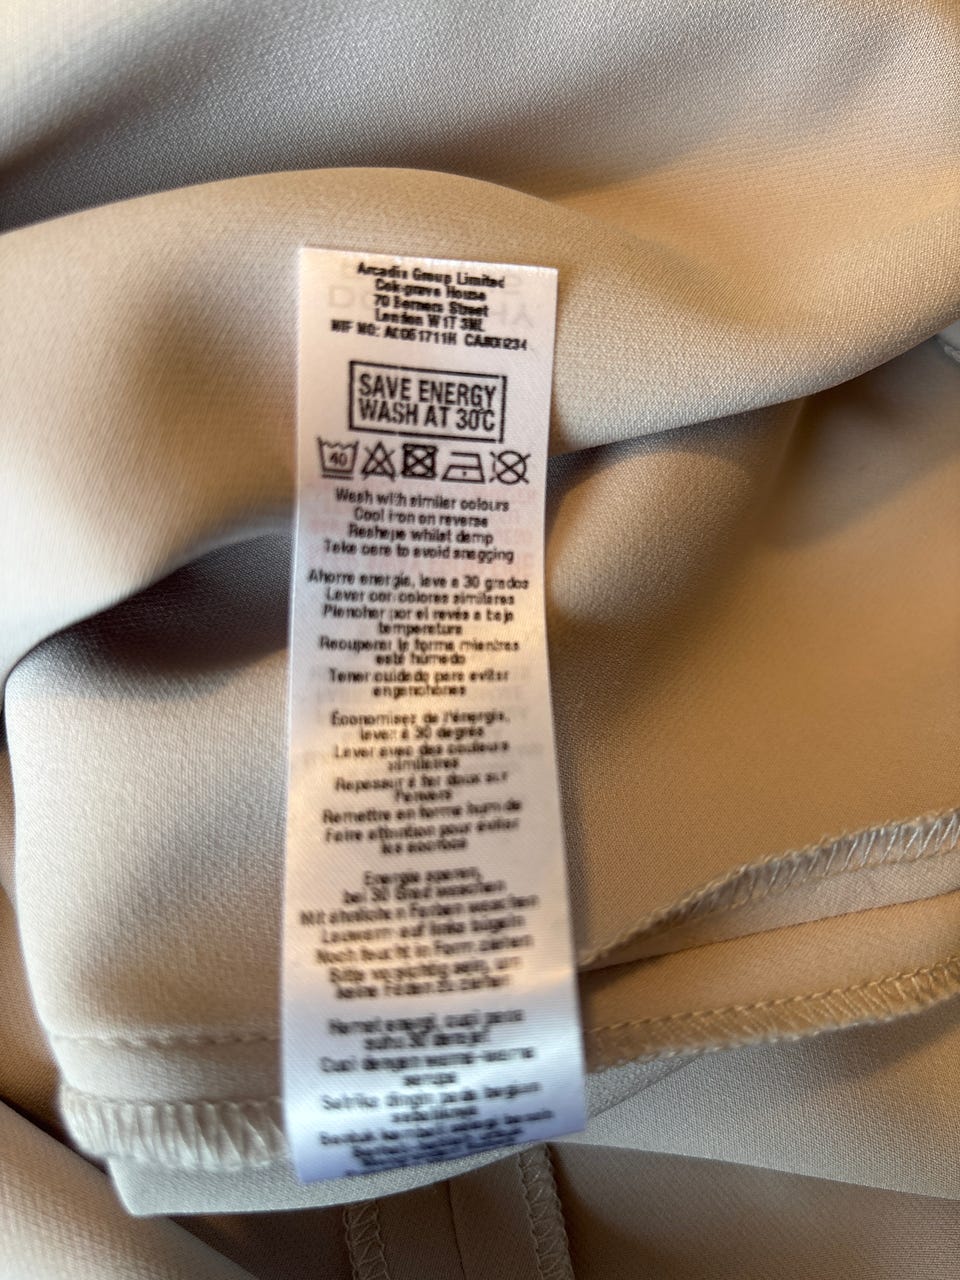 Arcadia Group Limited
Colegrave House
70 Berners Street
London W1T 3NL
NIF NO: A0051711H
SAVE ENERGY
WASH AT 30°C
40
Wash with similar colours
Cool iron on reverse
Reshape whilst damp
Take care to avoid snagging
Ahorre energía, lave a 30 grados
Lavar con colores similares
Planchar por el revés a baja
temperatura
Recuperar la forma mientras
esté húmedo
Tener cuidado para evitar
enganchones
Économisez de l'énergie,
laver à 30 degrés
Laver avec des couleurs
similaires
Repasser à fer doux sur
l'envers
Remettre en forme humide
Faire attention pour éviter
les accrocs
Energie sparen,
bei 30 Grad waschen
Mit ähnlichen Farben waschen
Lauwarm auf links bügeln
Noch feucht in Form ziehen
Bitte vorsichtig sein, um
keine Fäden zu ziehen
Hemat energi, cuci pada
suhu 30 derajat
Cuci dengan warna-warna
serupa
Setrika dingin pada bagian